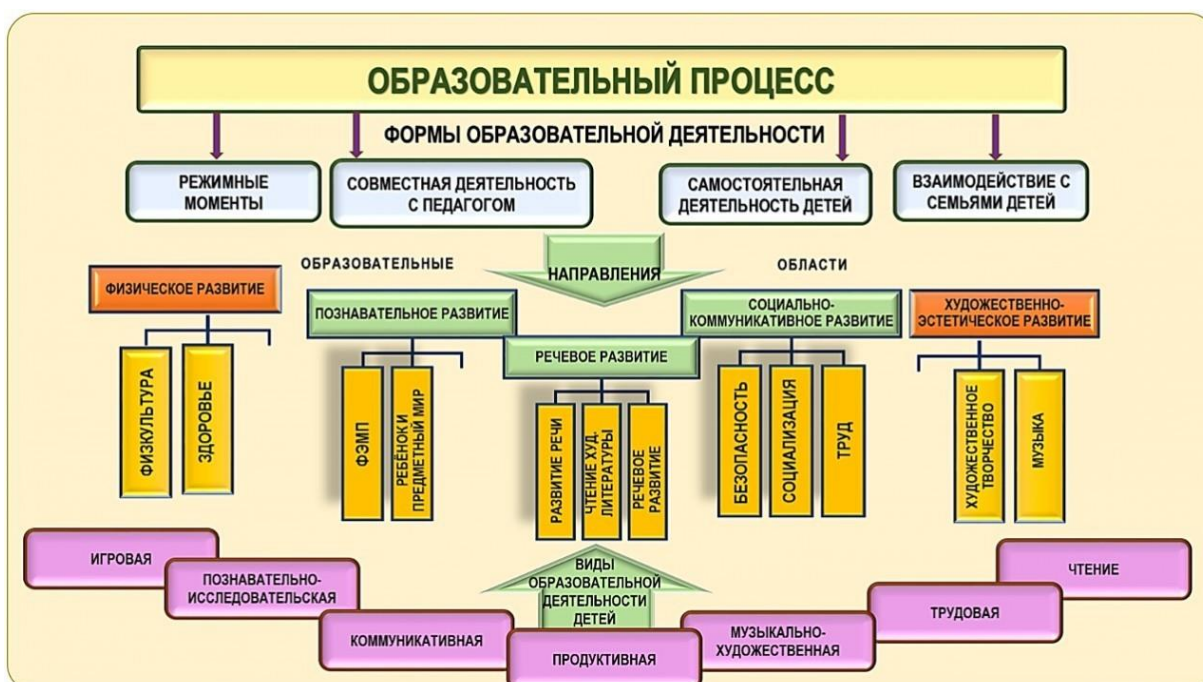 ОБРАЗОВАТЕЛЬНЫЙ ПРОЦЕСС
ФОРМЫ ОБРАЗОВАТЕЛЬНОЙ ДЕЯТЕЛЬНОСТИ
РЕЖИМНЫЕ
МОМЕНТЫ
СОВМЕСТНАЯ ДЕЯТЕЛЬНОСТЬ
С ПЕДАГОГОМ
САМОСТОЯТЕЛЬНАЯ
ДЕЯТЕЛЬНОСТЬ ДЕТЕЙ
ВЗАИМОДЕЙСТВИЕ С
СЕМЬЯМИ ДЕТЕЙ
ОБРАЗОВАТЕЛЬНЫЕ
НАПРАВЛЕНИЯ
ОБЛАСТИ
ФИЗИЧЕСКОЕ РАЗВИТИЕ
ПОЗНАВАТЕЛЬНОЕ РАЗВИТИЕ
РЕЧЕВОЕ РАЗВИТИЕ
СОЦИАЛЬНО-
КОММУНИКАТИВНОЕ РАЗВИТИЕ
ХУДОЖЕСТВЕННО-
ЭСТЕТИЧЕСКОЕ РАЗВИТИЕ
ФИЗКУЛЬТУРА
ЗДОРОВЬЕ
ФЭМП
РЕБЁНОК И
ПРЕДМЕТНЫЙ МИР
РАЗВИТИЕ РЕЧИ
ЧТЕНИЕ ХУД.
ЛИТЕРАТУРЫ
РЕЧЕВОЕ
РАЗВИТИЕ
БЕЗОПАСНОСТЬ
СОЦИАЛИЗАЦИЯ
ТРУД
ХУДОЖЕСТВЕННОЕ
ТВОРЧЕСТВО
МУЗЫКА
ВИДЫ
ОБРАЗОВАТЕЛЬНОЙ
ДЕЯТЕЛЬНОСТИ
ДЕТЕЙ
ИГРОВАЯ
ПОЗНАВАТЕЛЬНО-
ИССЛЕДОВАТЕЛЬСКАЯ
КОММУНИКАТИВНАЯ
ПРОДУКТИВНАЯ
МУЗЫКАЛЬНО-
ХУДОЖЕСТВЕННАЯ
ТРУДОВАЯ
ЧТЕНИЕ